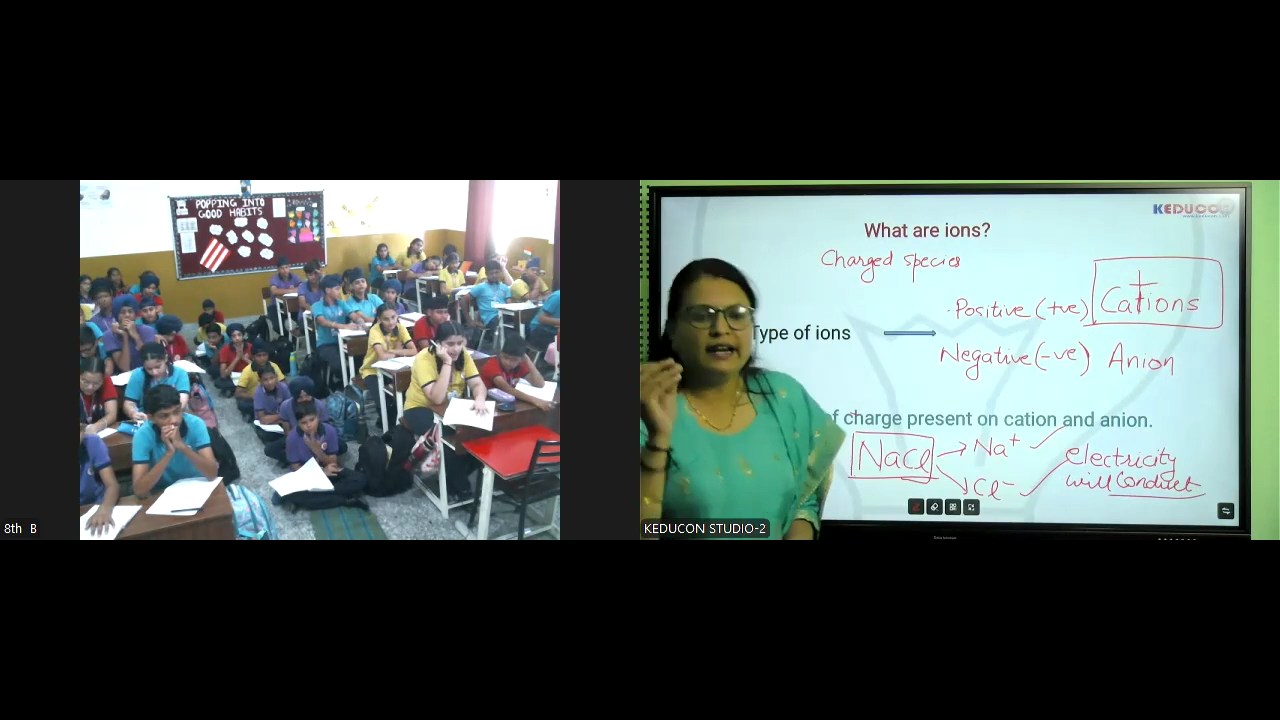 POPPING INTO
GOOD HABITS
8th B
KEDUCON
What are ions?
Charged species
Positive (+ve) Cations
Type of ions
Negative (-ve) Anion
of charge present on cation and anion.
NaCl Na+
Cl-
electricity
will Conduct
KEDUCON STUDIO-2